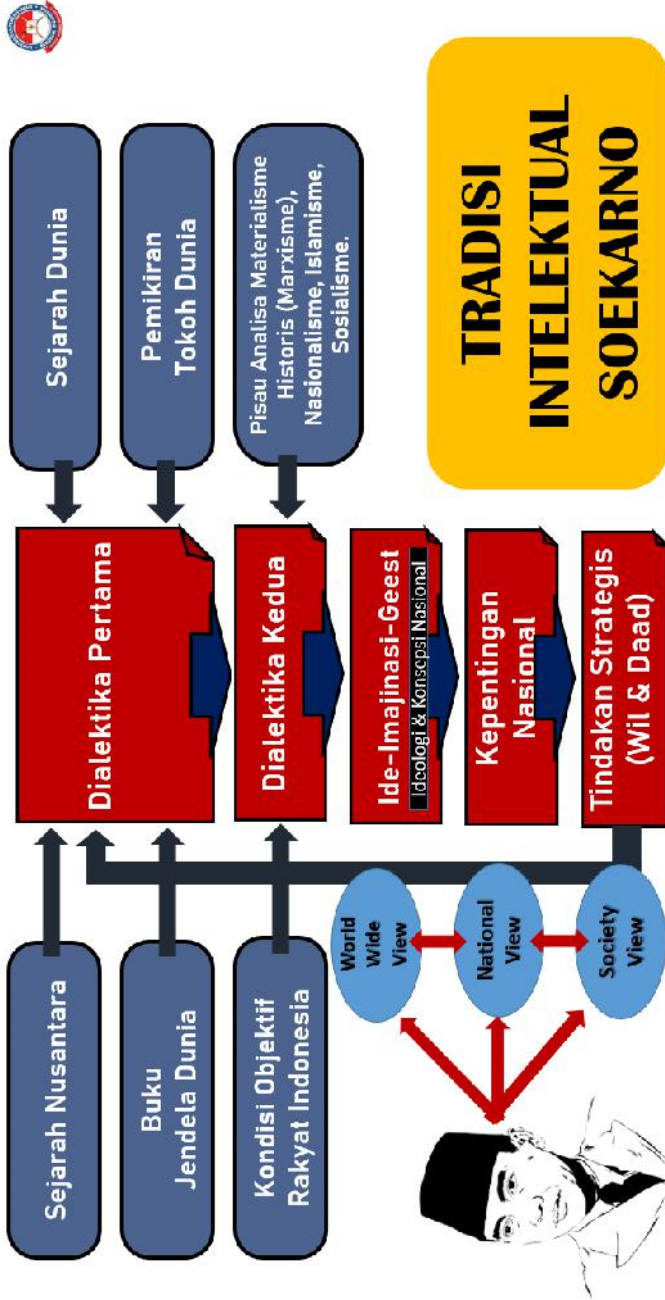 Sejarah Nusantara
Buku
Jendela Dunia
Kondisi Objektif
Rakyat Indonesia
Dialektika Pertama
Dialektika Kedua
Ide-Imajinasi-Geest
Ideologi & Konsepsi Nasional
Kepentingan
Nasional
Tindakan Strategis
(Wil & Daad)
Sejarah Dunia
Pemikiran
Tokoh Dunia
Pisau Analisa Materialisme
Historis (Marxisme),
Nasionalisme, Islamisme,
Sosialisme.
World
Wide
View
National
View
Society
View
TRADISI
INTELEKTUAL
SOEKARNO